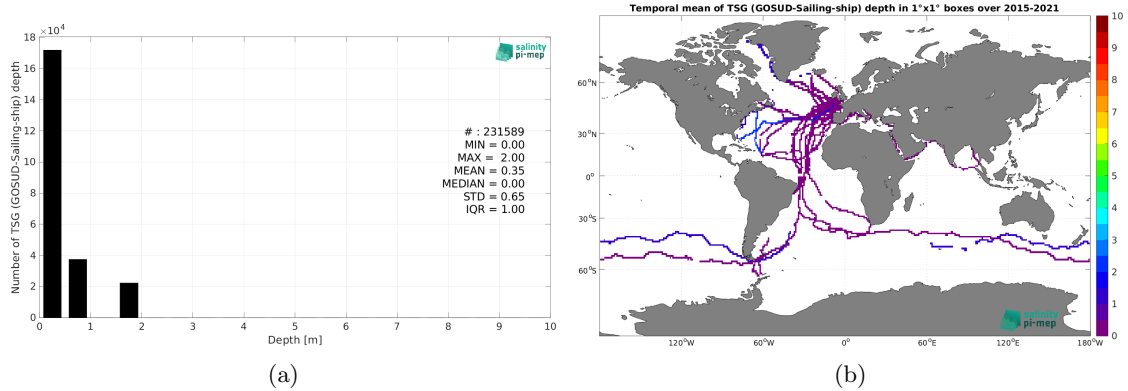 18 ×10⁴
16
14
12
10
8
6
4
2
0
Number of TSG (GOSUD-Sailing-ship) depth
salinity
pi-mep
# : 231589
MIN = 0.00
MAX = 2.00
MEAN = 0.35
MEDIAN = 0.00
STD = 0.65
IQR = 1.00
0 1 2 3 4 5 6 7 8 9 10
Depth [m]
(a)
Temporal mean of TSG (GOSUD-Sailing-ship) depth in 1°x1° boxes over 2015-2021
60°N
30°N
0°
30°S
60°S
120°W 60°W 0° 60°E 120°E 180°W
salinity
pi-mep
10
9
8
7
6
5
4
3
2
1
0
(b)